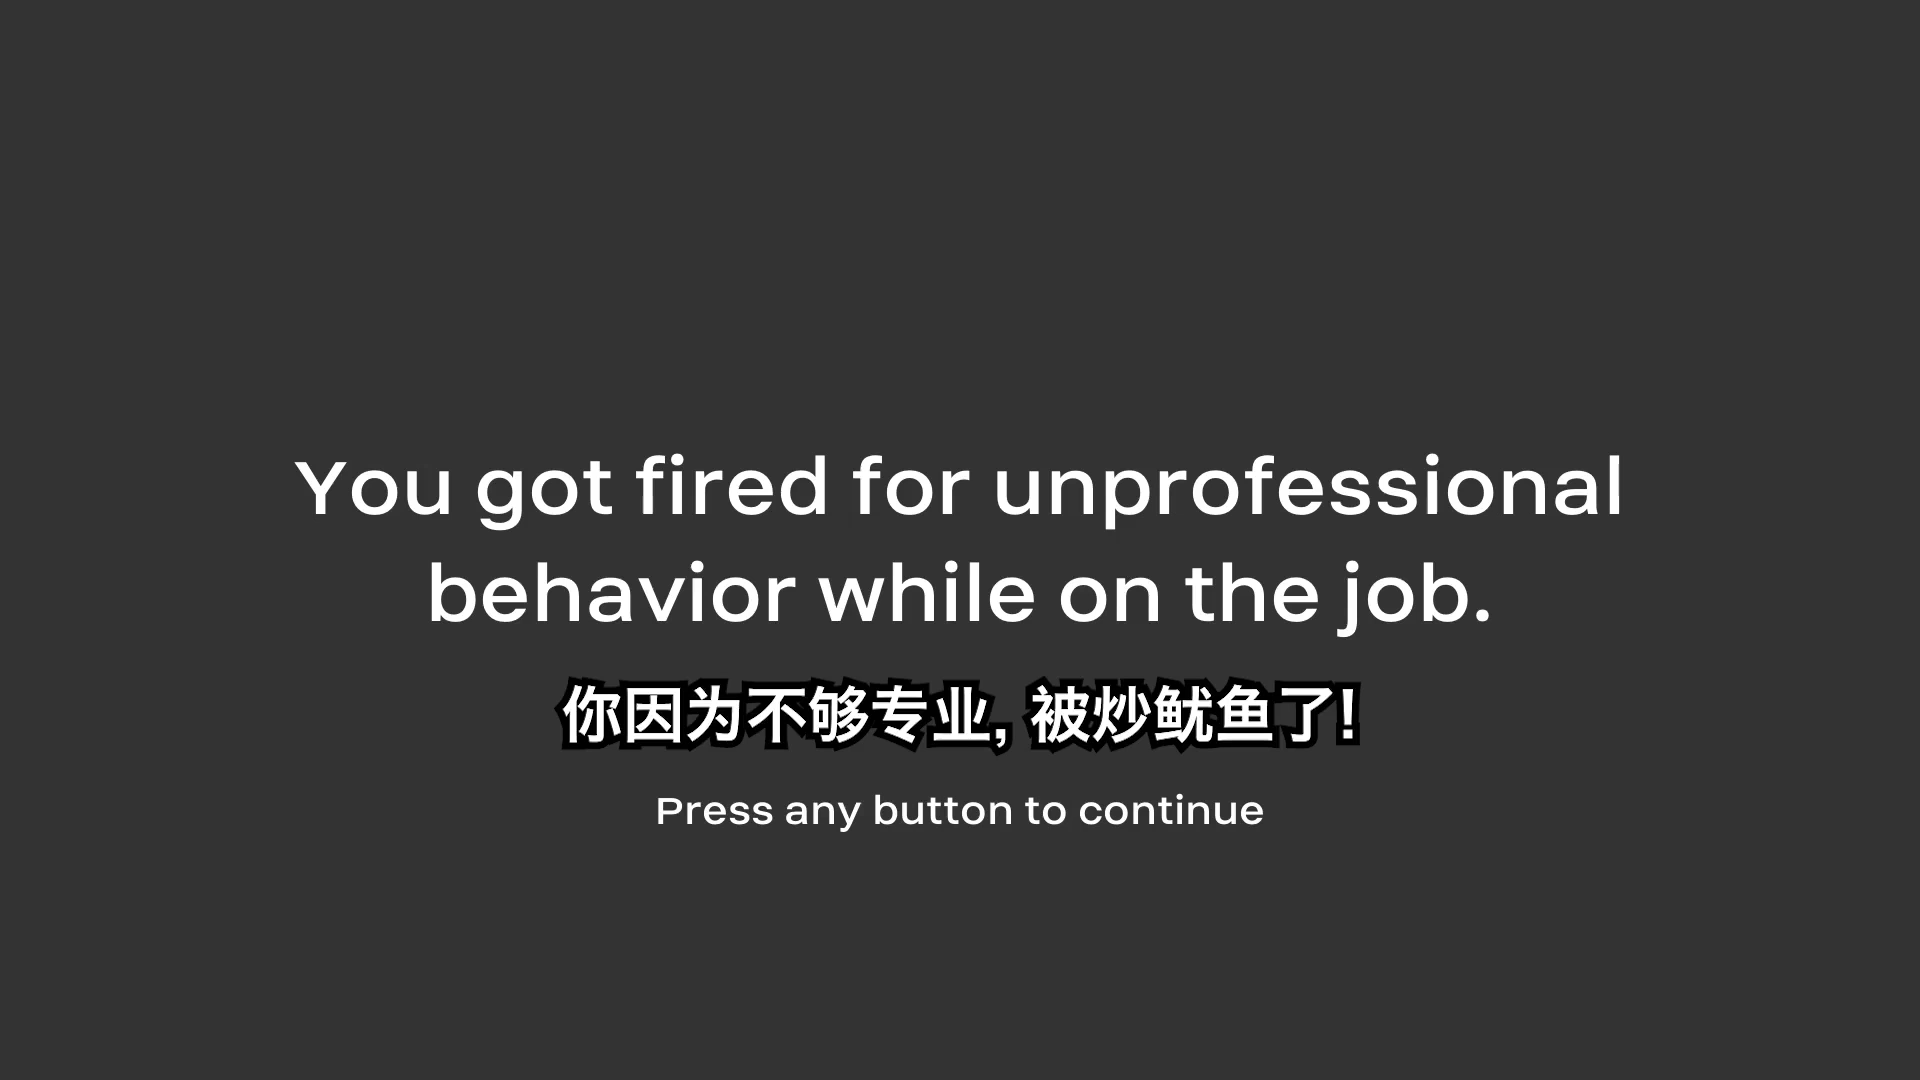 You got fired for unprofessional
behavior while on the job.
你因为不够专业, 被炒鱿鱼了!
Press any button to continue